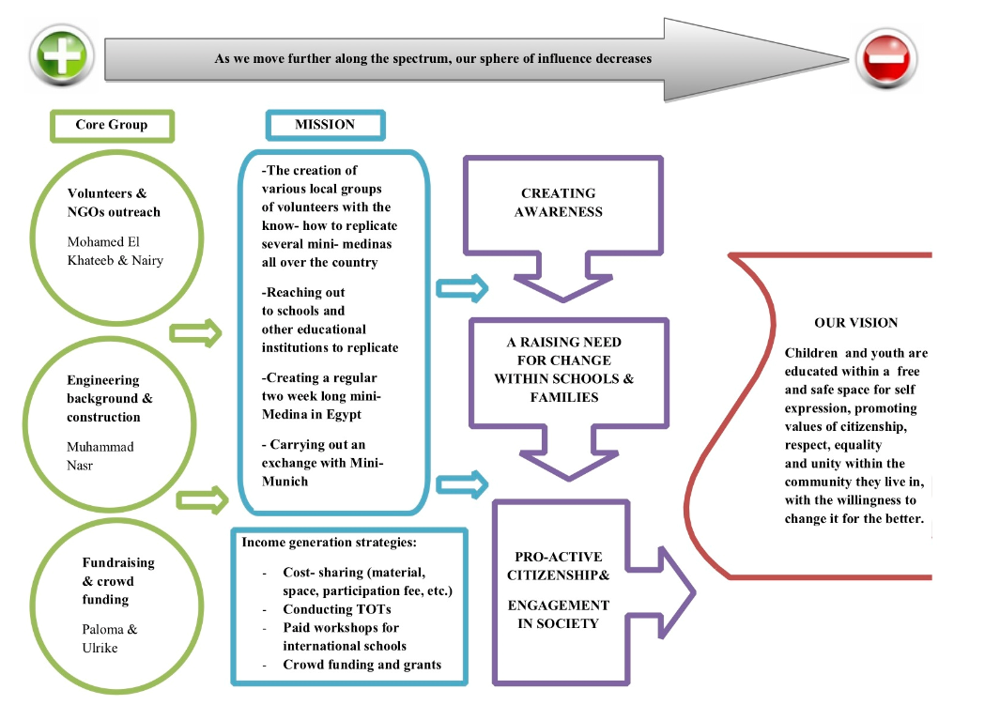 As we move further along the spectrum, our sphere of influence decreases
Core Group
Volunteers &
NGOs outreach
Mohamed El
Khateeb & Nairy
Engineering
background &
construction
Muhammad
Nasr
Fundraising
& crowd
funding
Paloma &
Ulrike
MISSION
-The creation of
various local groups
of volunteers with the
know- how to replicate
several mini- medinas
all over the country
-Reaching out
to schools and
other educational
institutions to replicate
-Creating a regular
two week long mini-
Medina in Egypt
- Carrying out an
exchange with Mini-
Munich
Income generation strategies:
- Cost- sharing (material,
space, participation fee, etc.)
- Conducting TOTs
- Paid workshops for
international schools
- Crowd funding and grants
CREATING
AWARENESS
A RAISING NEED
FOR CHANGE
WITHIN SCHOOLS &
FAMILIES
PRO-ACTIVE
CITIZENSHIP&
ENGAGEMENT
IN SOCIETY
OUR VISION
Children and youth are
educated within a free
and safe space for self
expression, promoting
values of citizenship,
respect, equality
and unity within the
community they live in,
with the willingness to
change it for the better.